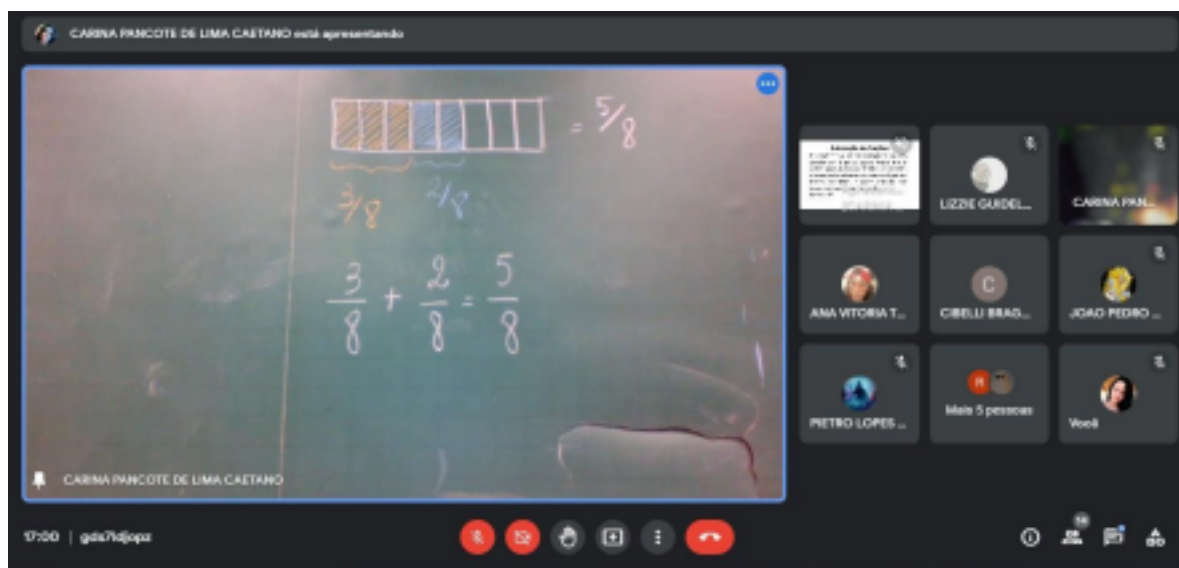 CARINA PANCOTE DE LIMA CAETANO está apresentando
= 5/8
3/8 2/8
3/8 + 2/8 = 5/8
CARINA PANCOTE DE LIMA CAETANO
LIZZIE GUIDEL...
CARINA PAN...
ANA VITORIA T...
CIBELLI BRAG...
JOAO PEDRO ...
C
PIETRO LOPES ...
Mais 5 pessoas
Você
17:00